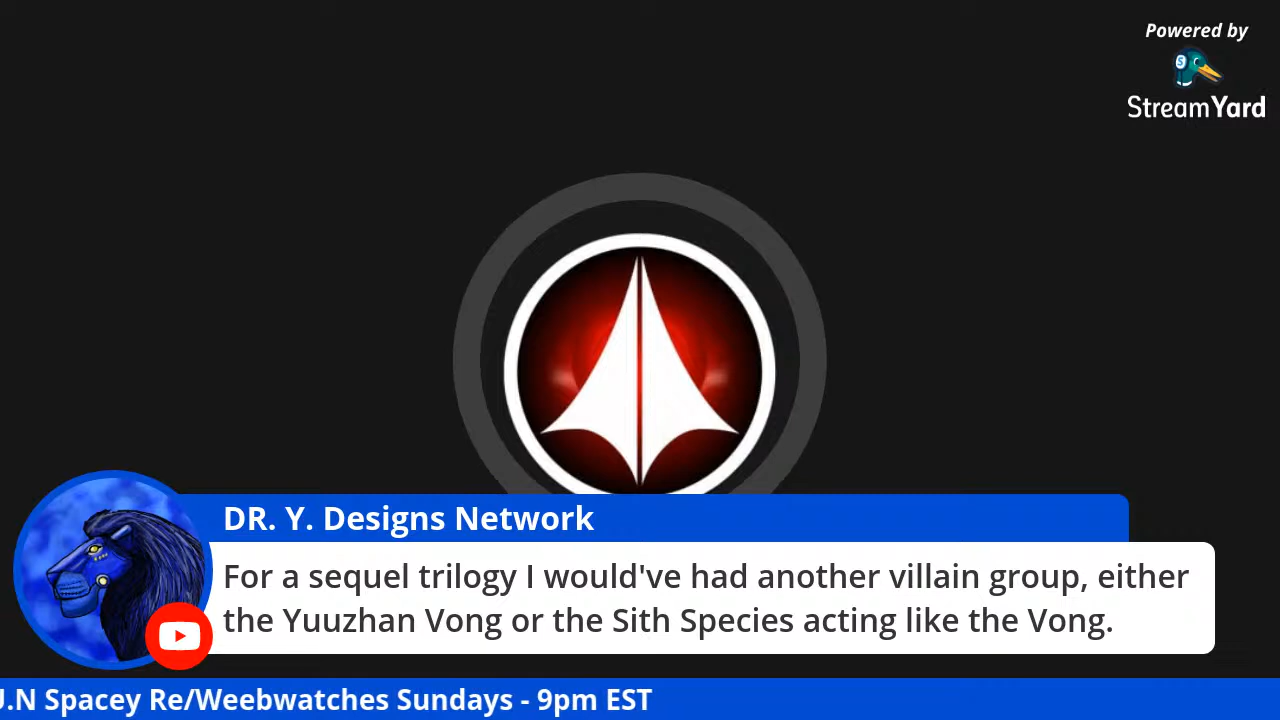 Powered by
StreamYard
DR. Y. Designs Network
For a sequel trilogy I would've had another villain group, either
the Yuuzhan Vong or the Sith Species acting like the Vong.
J.N Spacey Re/Weebwatches Sundays - 9pm EST